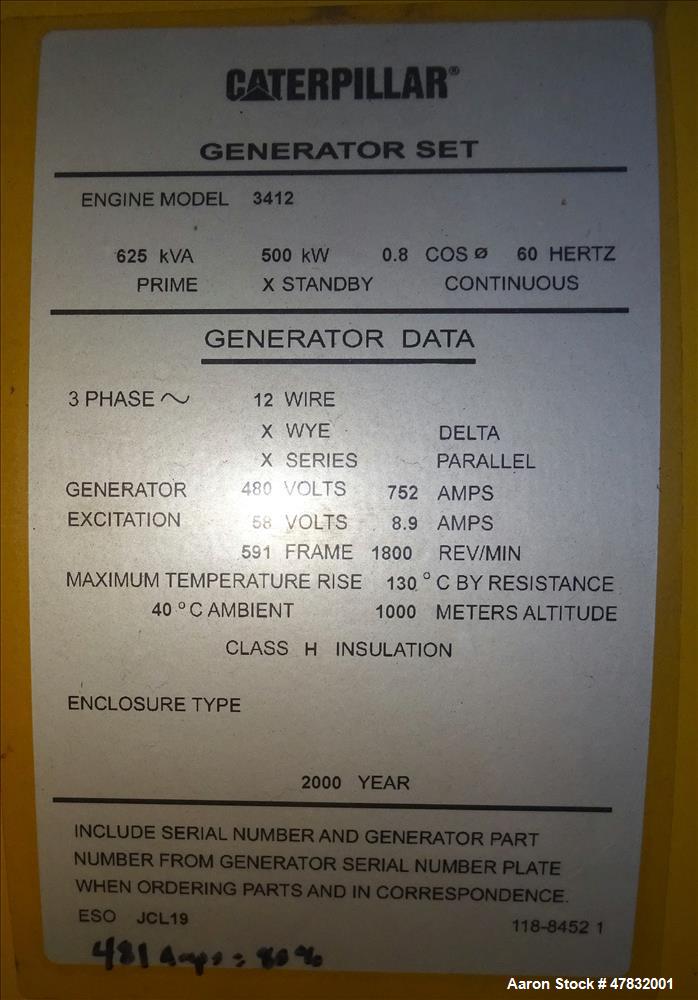 CATERPILLAR®
GENERATOR SET
ENGINE MODEL 3412
625 kVA 500 kW 0.8 COS Ø 60 HERTZ
PRIME X STANDBY CONTINUOUS
GENERATOR DATA
3 PHASE ~ 12 WIRE
X WYE DELTA
X SERIES PARALLEL
GENERATOR 480 VOLTS 752 AMPS
EXCITATION 58 VOLTS 8.9 AMPS
591 FRAME 1800 REV/MIN
MAXIMUM TEMPERATURE RISE 130 ° C BY RESISTANCE
40 ° C AMBIENT 1000 METERS ALTITUDE
CLASS H INSULATION
ENCLOSURE TYPE
2000 YEAR
INCLUDE SERIAL NUMBER AND GENERATOR PART
NUMBER FROM GENERATOR SERIAL NUMBER PLATE
WHEN ORDERING PARTS AND IN CORRESPONDENCE.
ESO JCL19
118-8452 1
481 Amps = 80%
Aaron Stock # 47832001